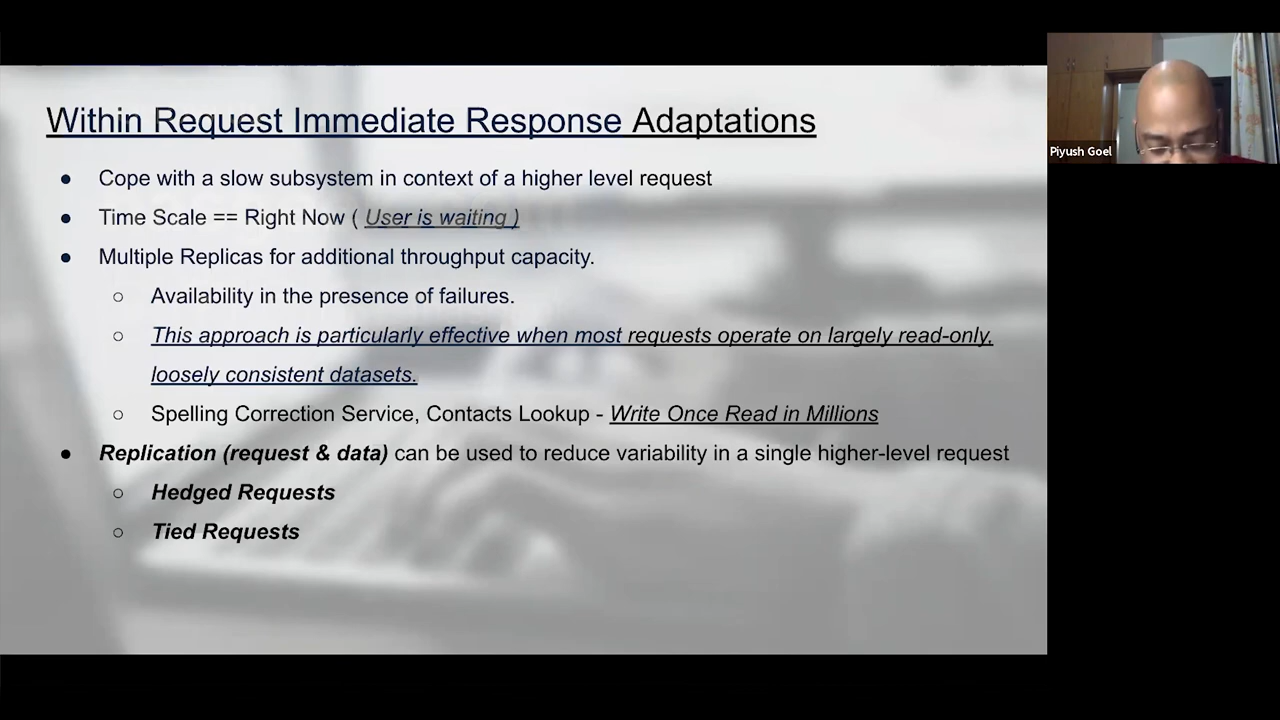 Within Request Immediate Response Adaptations
● Cope with a slow subsystem in context of a higher level request
● Time Scale == Right Now ( User is waiting )
● Multiple Replicas for additional throughput capacity.
○ Availability in the presence of failures.
○ This approach is particularly effective when most requests operate on largely read-only,
loosely consistent datasets.
○ Spelling Correction Service, Contacts Lookup - Write Once Read in Millions
● Replication (request & data) can be used to reduce variability in a single higher-level request
○ Hedged Requests
○ Tied Requests
Piyush Goel